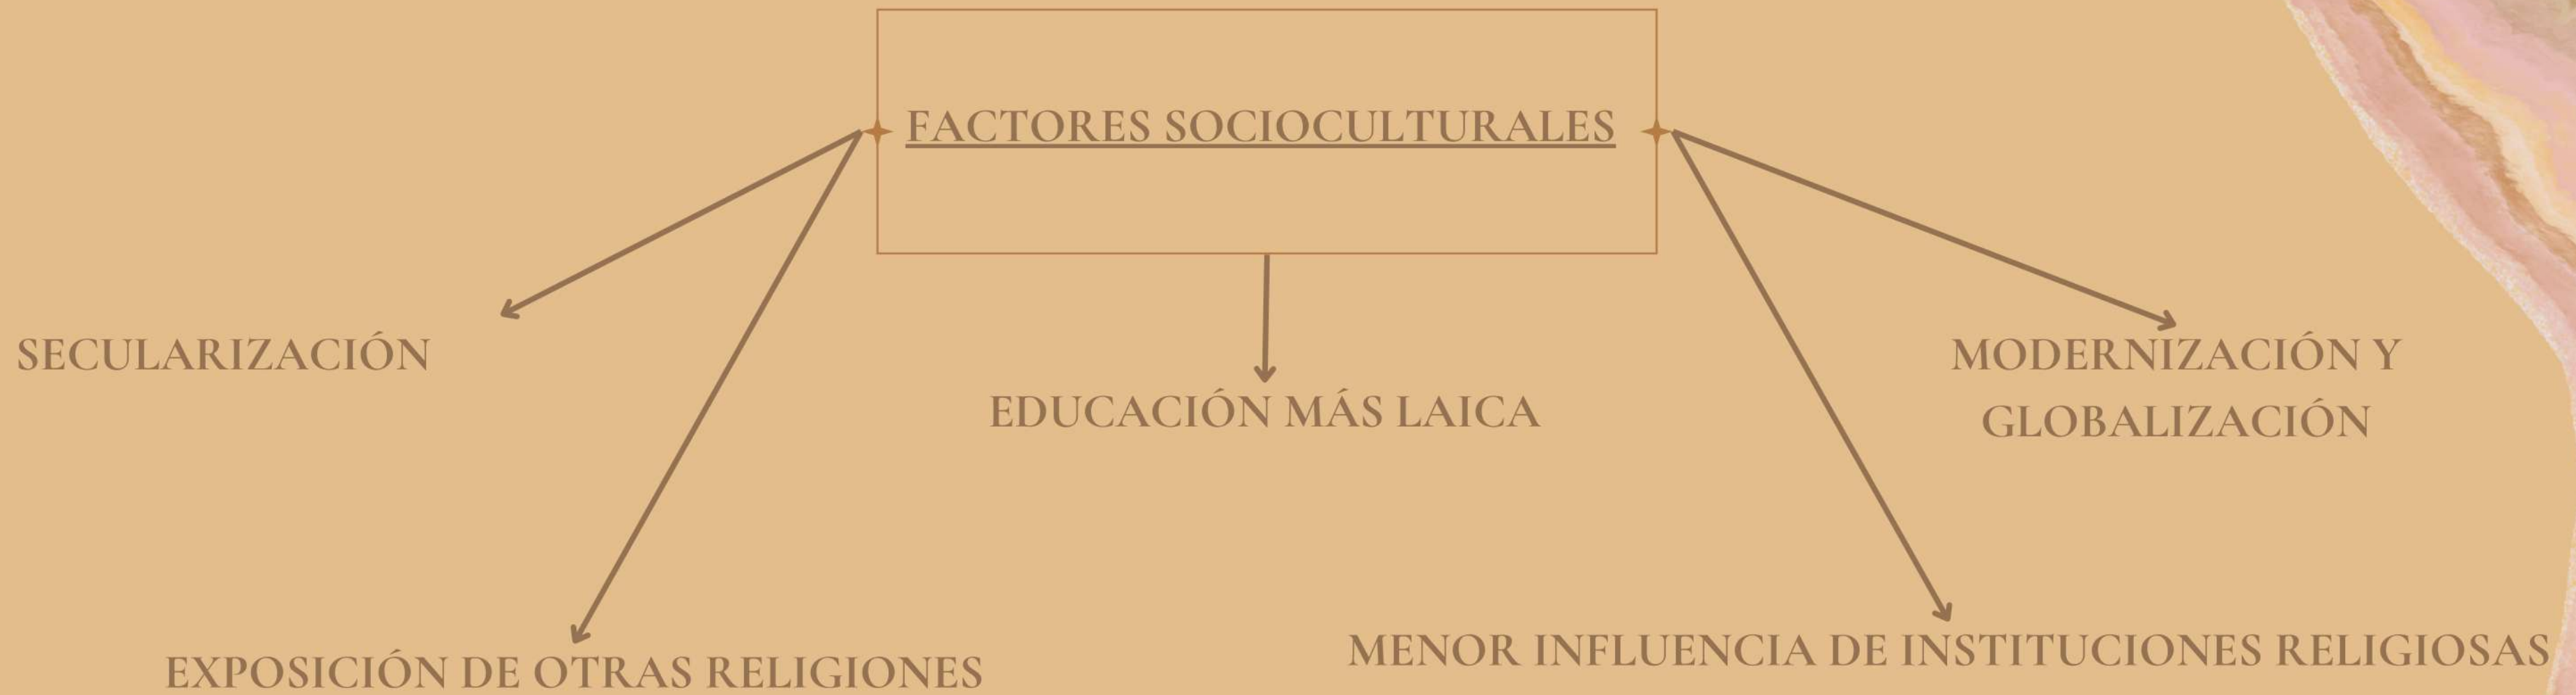 FACTORES SOCIOCULTURALES
SECULARIZACIÓN
EDUCACIÓN MÁS LAICA
MODERNIZACIÓN Y
GLOBALIZACIÓN
EXPOSICIÓN DE OTRAS RELIGIONES
MENOR INFLUENCIA DE INSTITUCIONES RELIGIOSAS